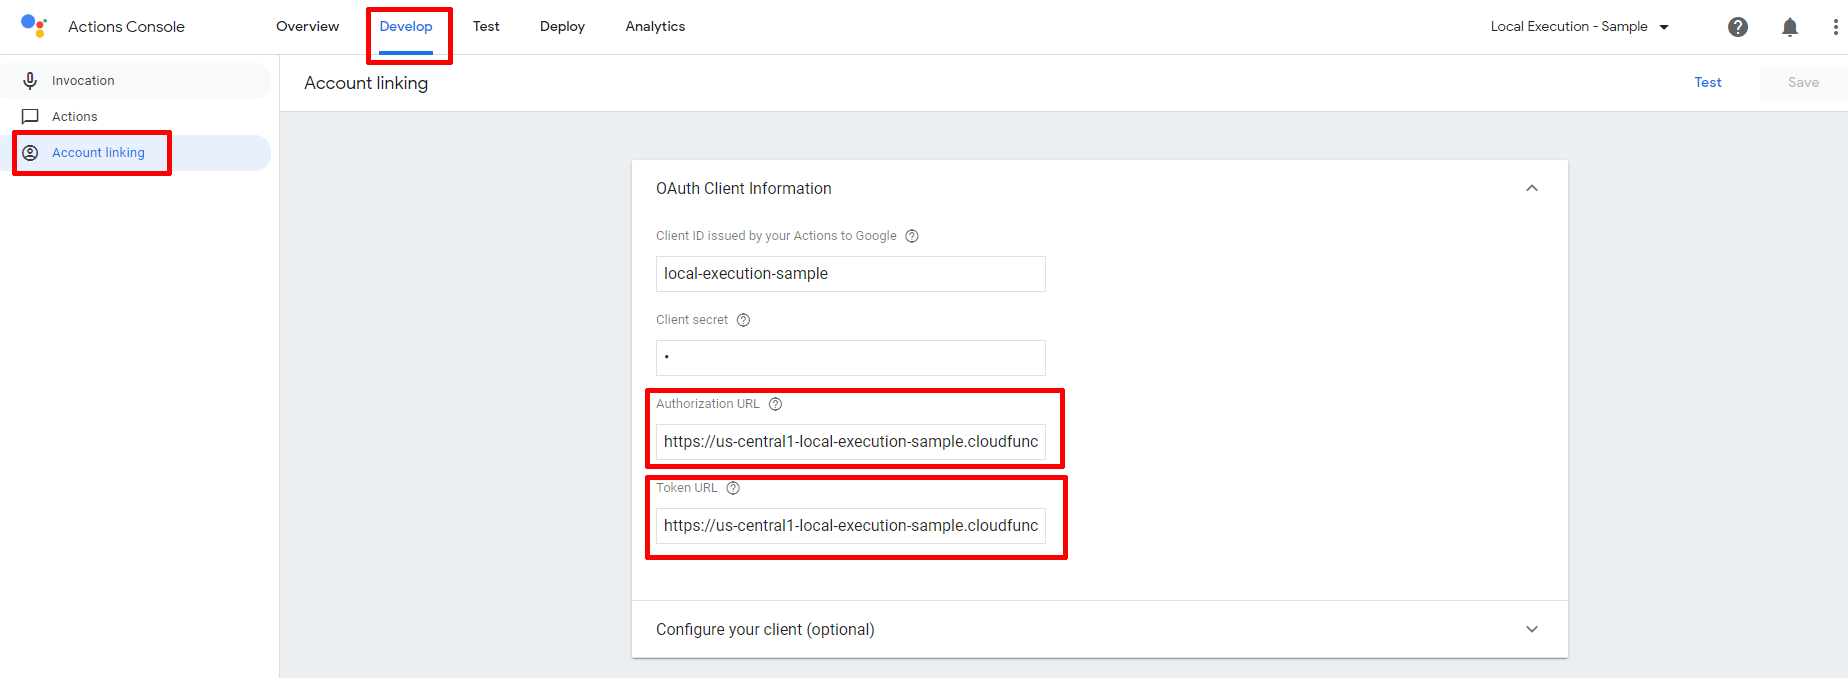 Actions Console
Overview
Develop
Test
Deploy
Analytics
Local Execution - Sample
Invocation
Actions
Account linking
Account linking
Test
Save
OAuth Client Information
Client ID issued by your Actions to Google
local-execution-sample
Client secret
Authorization URL
https://us-central1-local-execution-sample.cloudfunc
Token URL
https://us-central1-local-execution-sample.cloudfunc
Configure your client (optional)